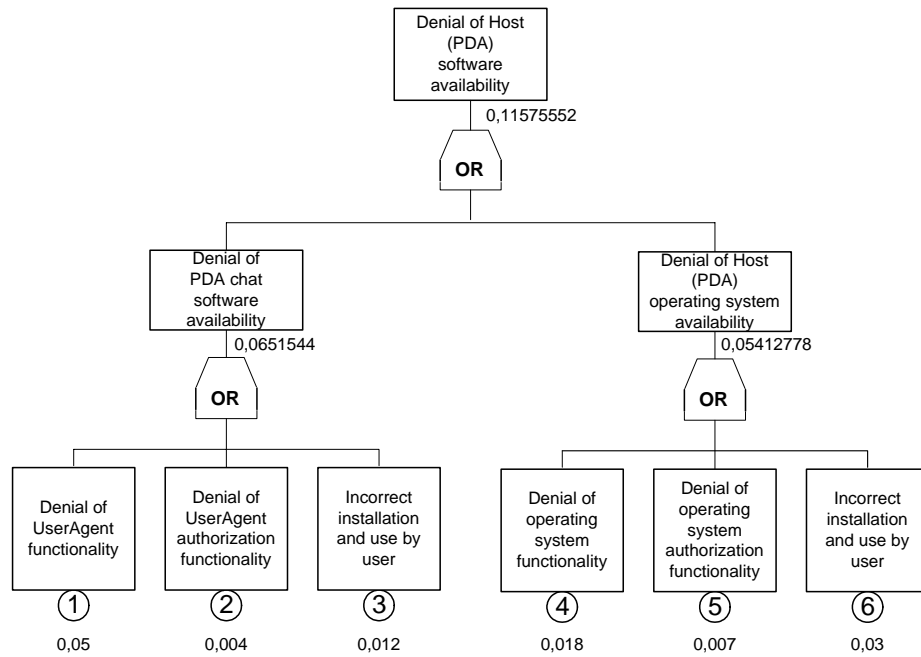 Denial of Host
(PDA)
software
availability
0,11575552
OR
Denial of
PDA chat
software
availability
0,0651544
OR
Denial of Host
(PDA)
operating system
availability
0,05412778
OR
Denial of
UserAgent
functionality
1
0,05
Denial of
UserAgent
authorization
functionality
2
0,004
Incorrect
installation
and use by
user
3
0,012
Denial of
operating
system
functionality
4
0,018
Denial of
operating
system
authorization
functionality
5
0,007
Incorrect
installation
and use by
user
6
0,03